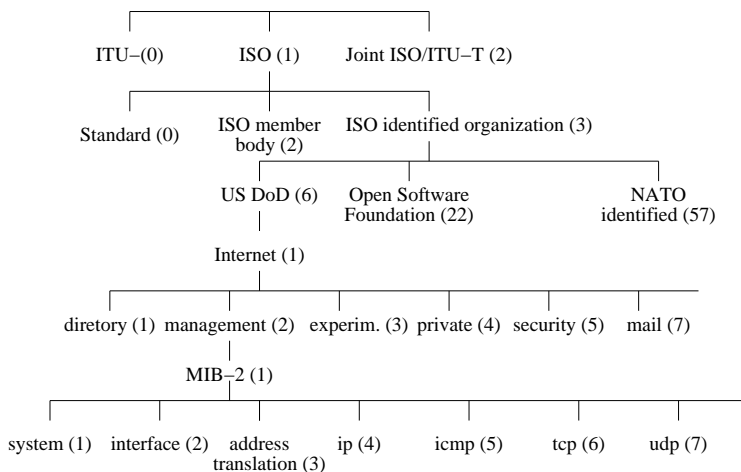 ITU−(0) ISO (1) Joint ISO/ITU−T (2)
Standard (0)
ISO member
body (2)
ISO identified organization (3)
US DoD (6)
Open Software
Foundation (22)
NATO
identified (57)
Internet (1)
diretory (1) management (2) experim. (3) private (4) security (5) mail (7)
MIB−2 (1)
system (1) interface (2)
address
translation (3)
ip (4) icmp (5) tcp (6) udp (7)